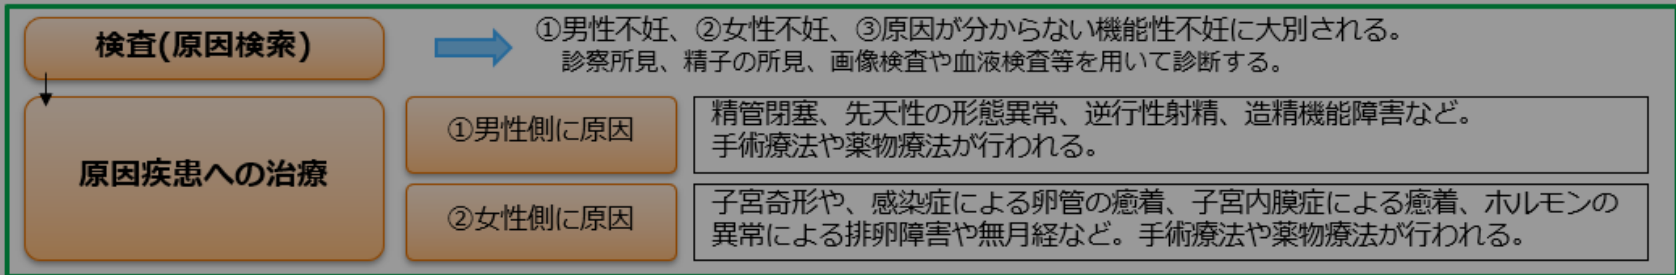 検査(原因検索)
①男性不妊、②女性不妊、③原因が分からない機能性不妊に大別される。
診察所見、精子の所見、画像検査や血液検査等を用いて診断する。
原因疾患への治療
①男性側に原因
精管閉塞、先天性の形態異常、逆行性射精、造精機能障害など。
手術療法や薬物療法が行われる。
②女性側に原因
子宮奇形や、感染症による卵管の癒着、子宮内膜症による癒着、ホルモンの
異常による排卵障害や無月経など。手術療法や薬物療法が行われる。